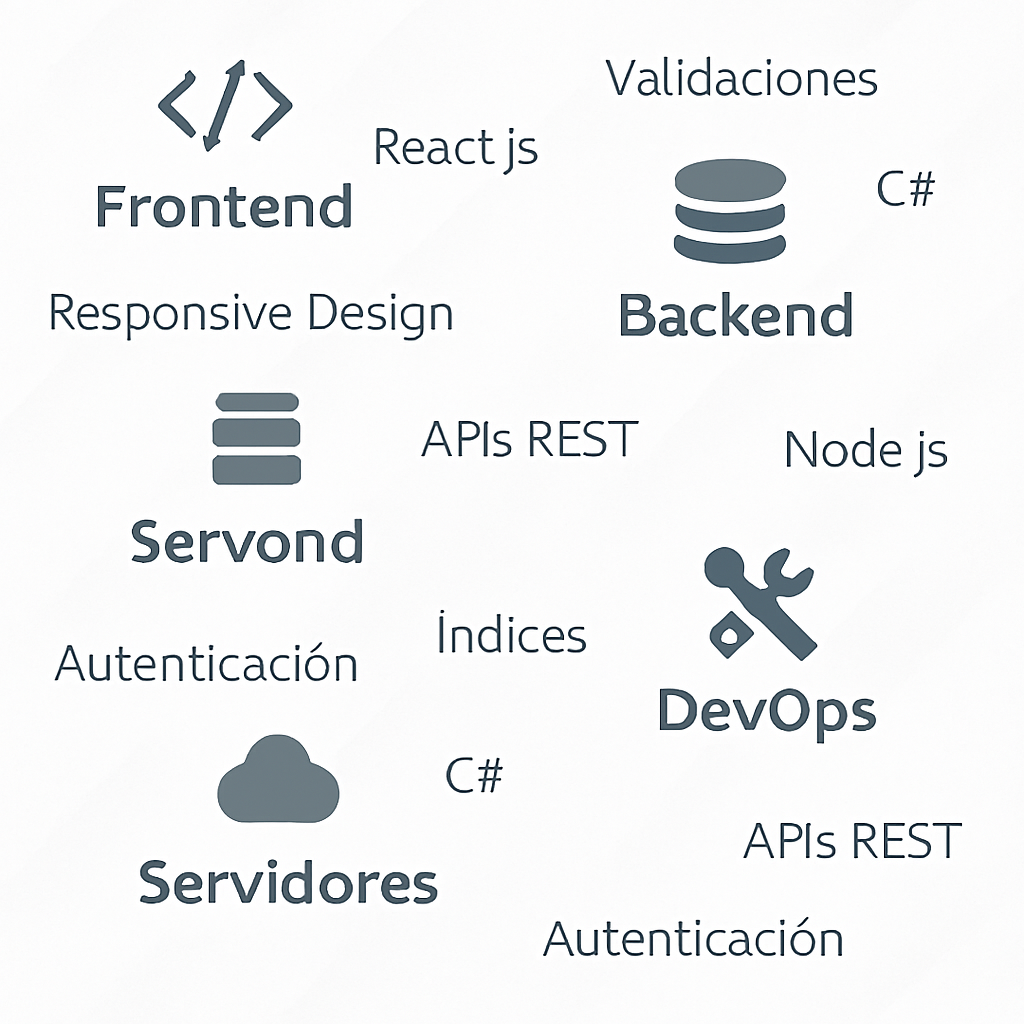 Validaciones
React js
C#
Frontend
Responsive Design
Backend
APIs REST
Node js
Servond
Índices
Autenticación
DevOps
C#
APIs REST
Servidores
Autenticación